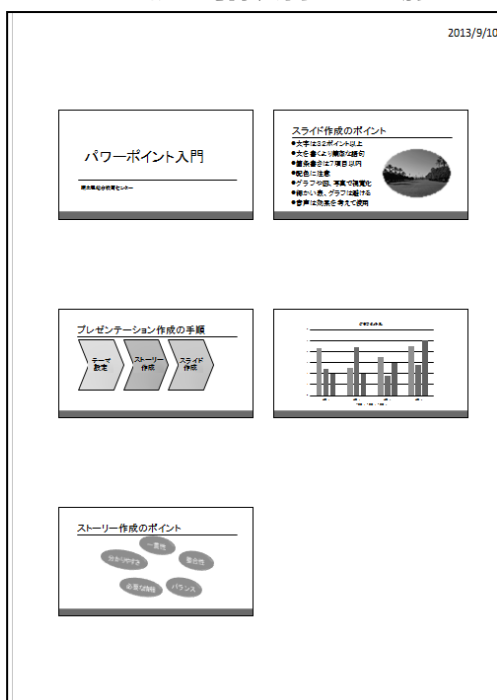 2013/9/10
パワーポイント入門
スライド作成のポイント
●文字は32ポイント以上
●文を書くより簡潔な語句
●箇条書きは7項目以内
●配色に注意
●グラフや図、写真で視覚化
●細かい表、グラフは避ける
●音声は効果を考えて使用
プレゼンテーション作成の手順
テーマ
設定
ストーリー
作成
スライド
作成
ストーリー作成のポイント
一貫性
分かりやすさ
整合性
必要な情報
バランス